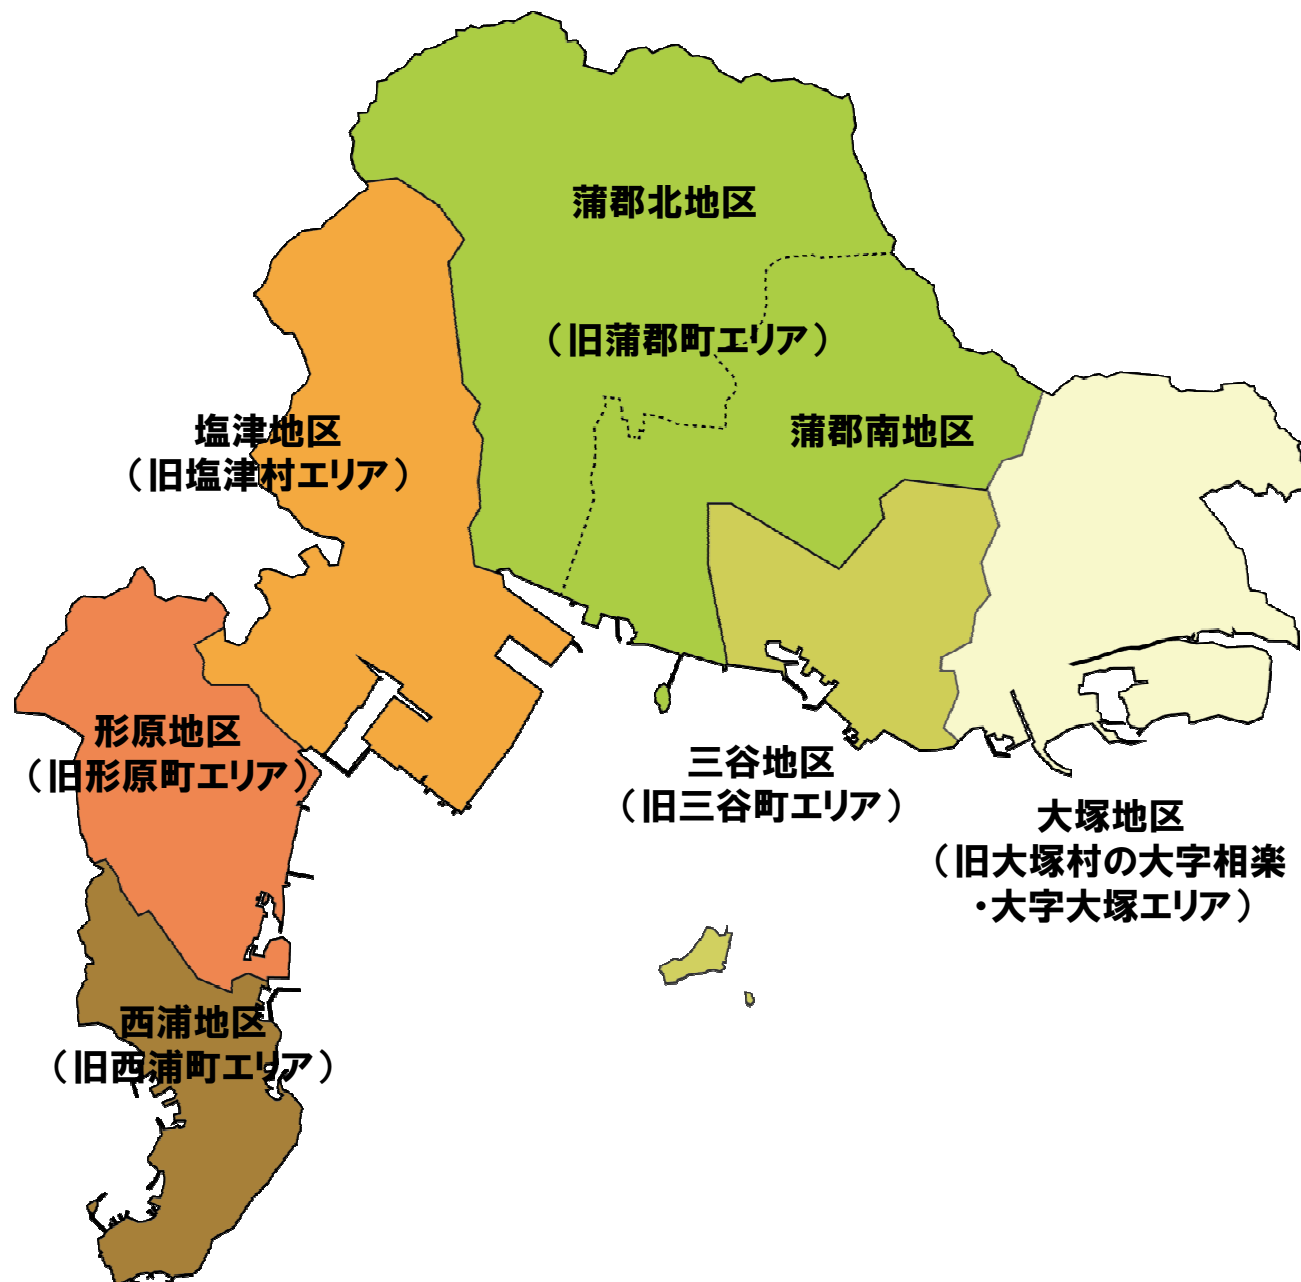 蒲郡北地区
（旧蒲郡町エリア）
蒲郡南地区
塩津地区
（旧塩津村エリア）
形原地区
（旧形原町エリア）
三谷地区
（旧三谷町エリア）
大塚地区
（旧大塚村の大字相楽
・大字大塚エリア）
西浦地区
（旧西浦町エリア）